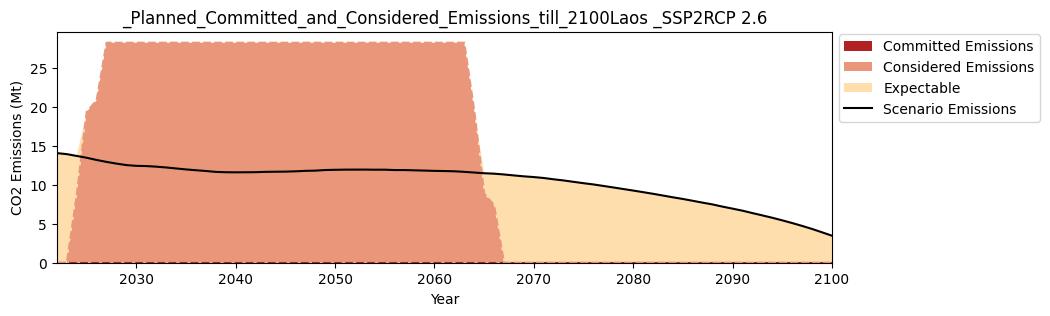 _Planned_Committed_and_Considered_Emissions_till_2100Laos _SSP2RCP 2.6
Committed Emissions
Considered Emissions
Expectable
Scenario Emissions
CO2 Emissions (Mt)
25
20
15
10
5
0
2030 2040 2050 2060 2070 2080 2090 2100
Year